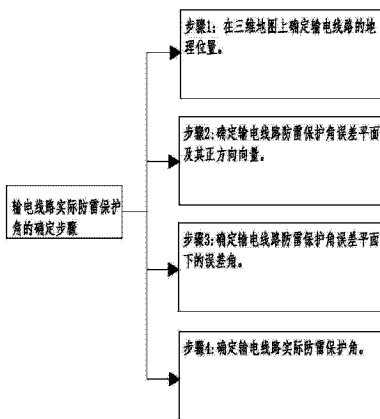 步骤1：在三维地图上确定输电线路的地
理位置。
步骤2:确定输电线路防雷保护角误差平面
及其正方向向量。
输电线路实际防雷保护
角的确定步骤
步骤3:确定输电线路防雷保护角误差平面
下的误差角。
步骤4:确定输电线路实际防雷保护角。